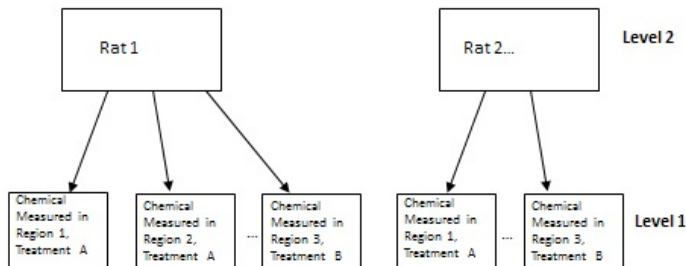 Rat 1
Rat 2...
Level 2
Chemical
Measured in
Region 1,
Treatment A
Chemical
Measured in
Region 2,
Treatment A
...
Chemical
Measured in
Region 3,
Treatment B
Chemical
Measured in
Region 1,
Treatment A
...
Chemical
Measured in
Region 3,
Treatment B
Level 1